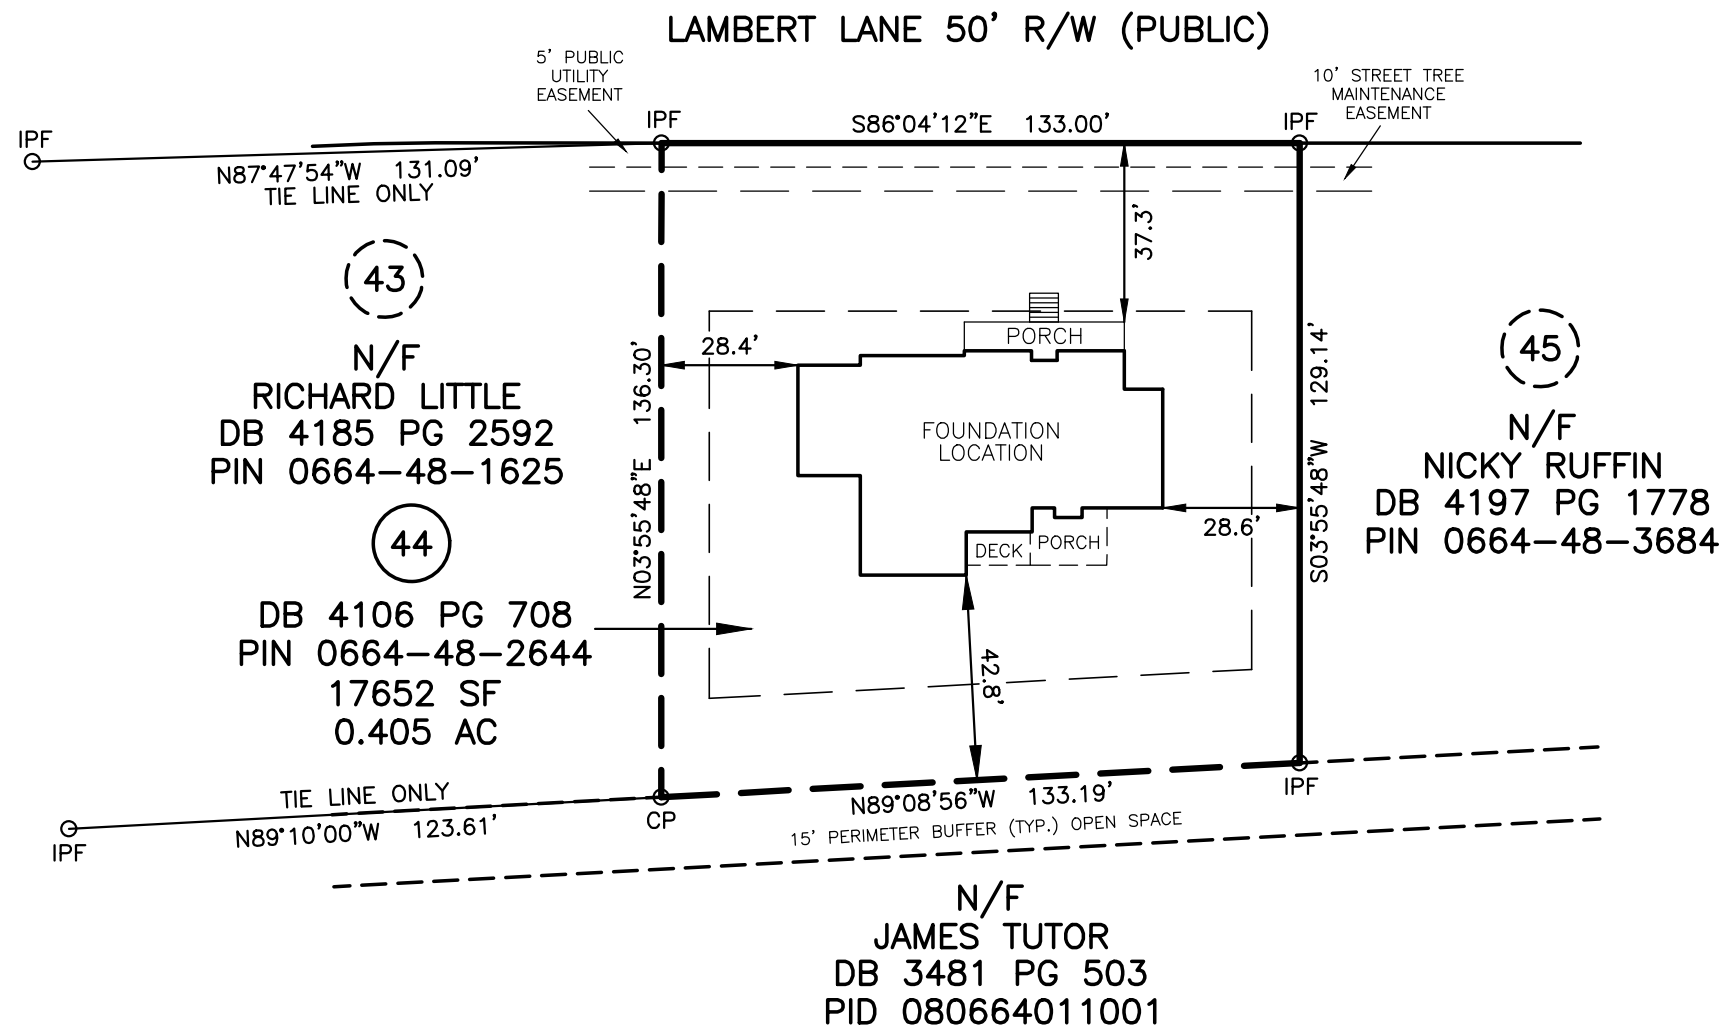 LAMBERT LANE 50' R/W (PUBLIC)
5' PUBLIC
UTILITY
EASEMENT
10' STREET TREE
MAINTENANCE
EASEMENT
IPF
IPF
S86°04'12"E 133.00'
IPF
N87°47'54"W 131.09'
TIE LINE ONLY
37.3'
43
N/F
RICHARD LITTLE
DB 4185 PG 2592
PIN 0664-48-1625
44
DB 4106 PG 708
PIN 0664-48-2644
17652 SF
0.405 AC
N03°55'48"E 136.30'
28.4'
PORCH
FOUNDATION
LOCATION
DECK
PORCH
28.6'
42.8'
S03°55'48"W 129.14'
45
N/F
NICKY RUFFIN
DB 4197 PG 1778
PIN 0664-48-3684
TIE LINE ONLY
N89°10'00"W 123.61'
IPF
CP
N89°08'56"W 133.19'
IPF
15' PERIMETER BUFFER (TYP.) OPEN SPACE
N/F
JAMES TUTOR
DB 3481 PG 503
PID 080664011001